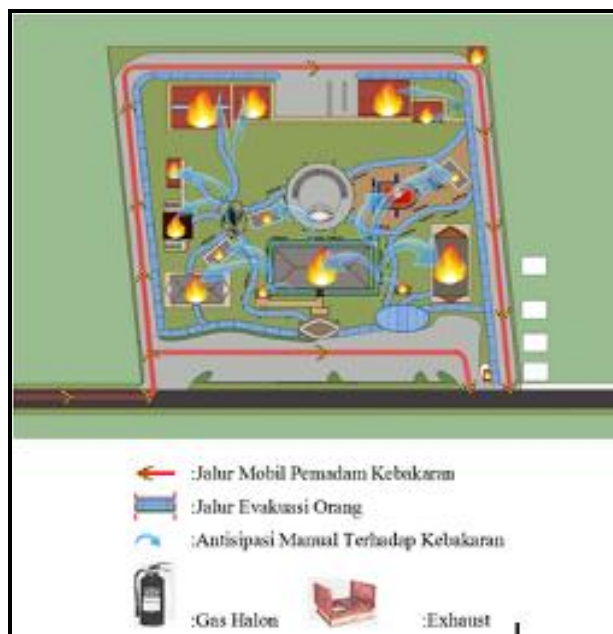 :Jalur Mobil Pemadam Kebakaran
:Jalur Evakuasi Orang
:Antisipasi Manual Terhadap Kebakaran
:Gas Halon :Exhaust